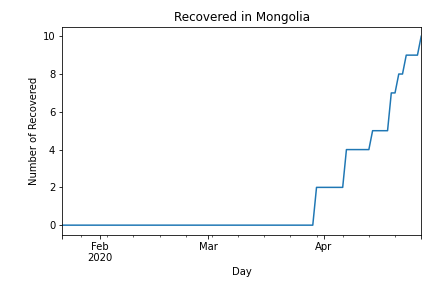 Recovered in Mongolia
10
8
6
4
2
0
Number of Recovered
Feb
2020
Mar
Apr
Day